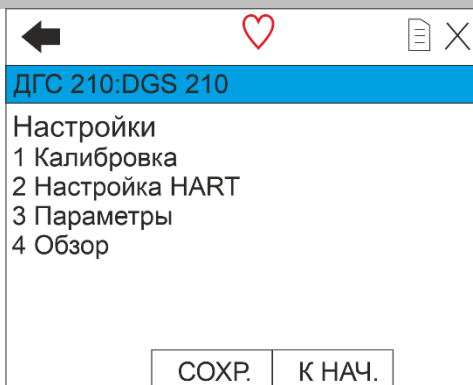 ДГС 210:DGS 210
Настройки
1 Калибровка
2 Настройка HART
3 Параметры
4 Обзор
СОХР. К НАЧ.